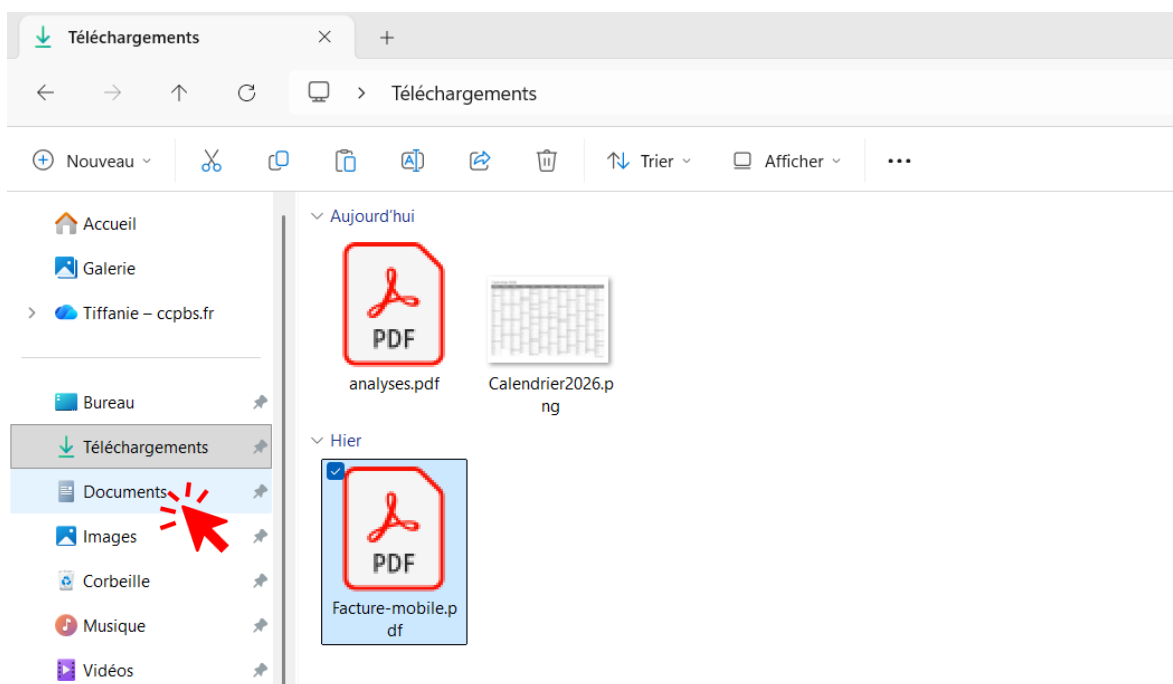 Téléchargements
Téléchargements
Nouveau
Trier
Afficher
Accueil
Galerie
Tiffanie – ccpbs.fr
Bureau
Téléchargements
Documents
Images
Corbeille
Musique
Vidéos
Aujourd'hui
PDF
analyses.pdf
Calendrier2026.p
ng
Hier
PDF
Facture-mobile.p
df